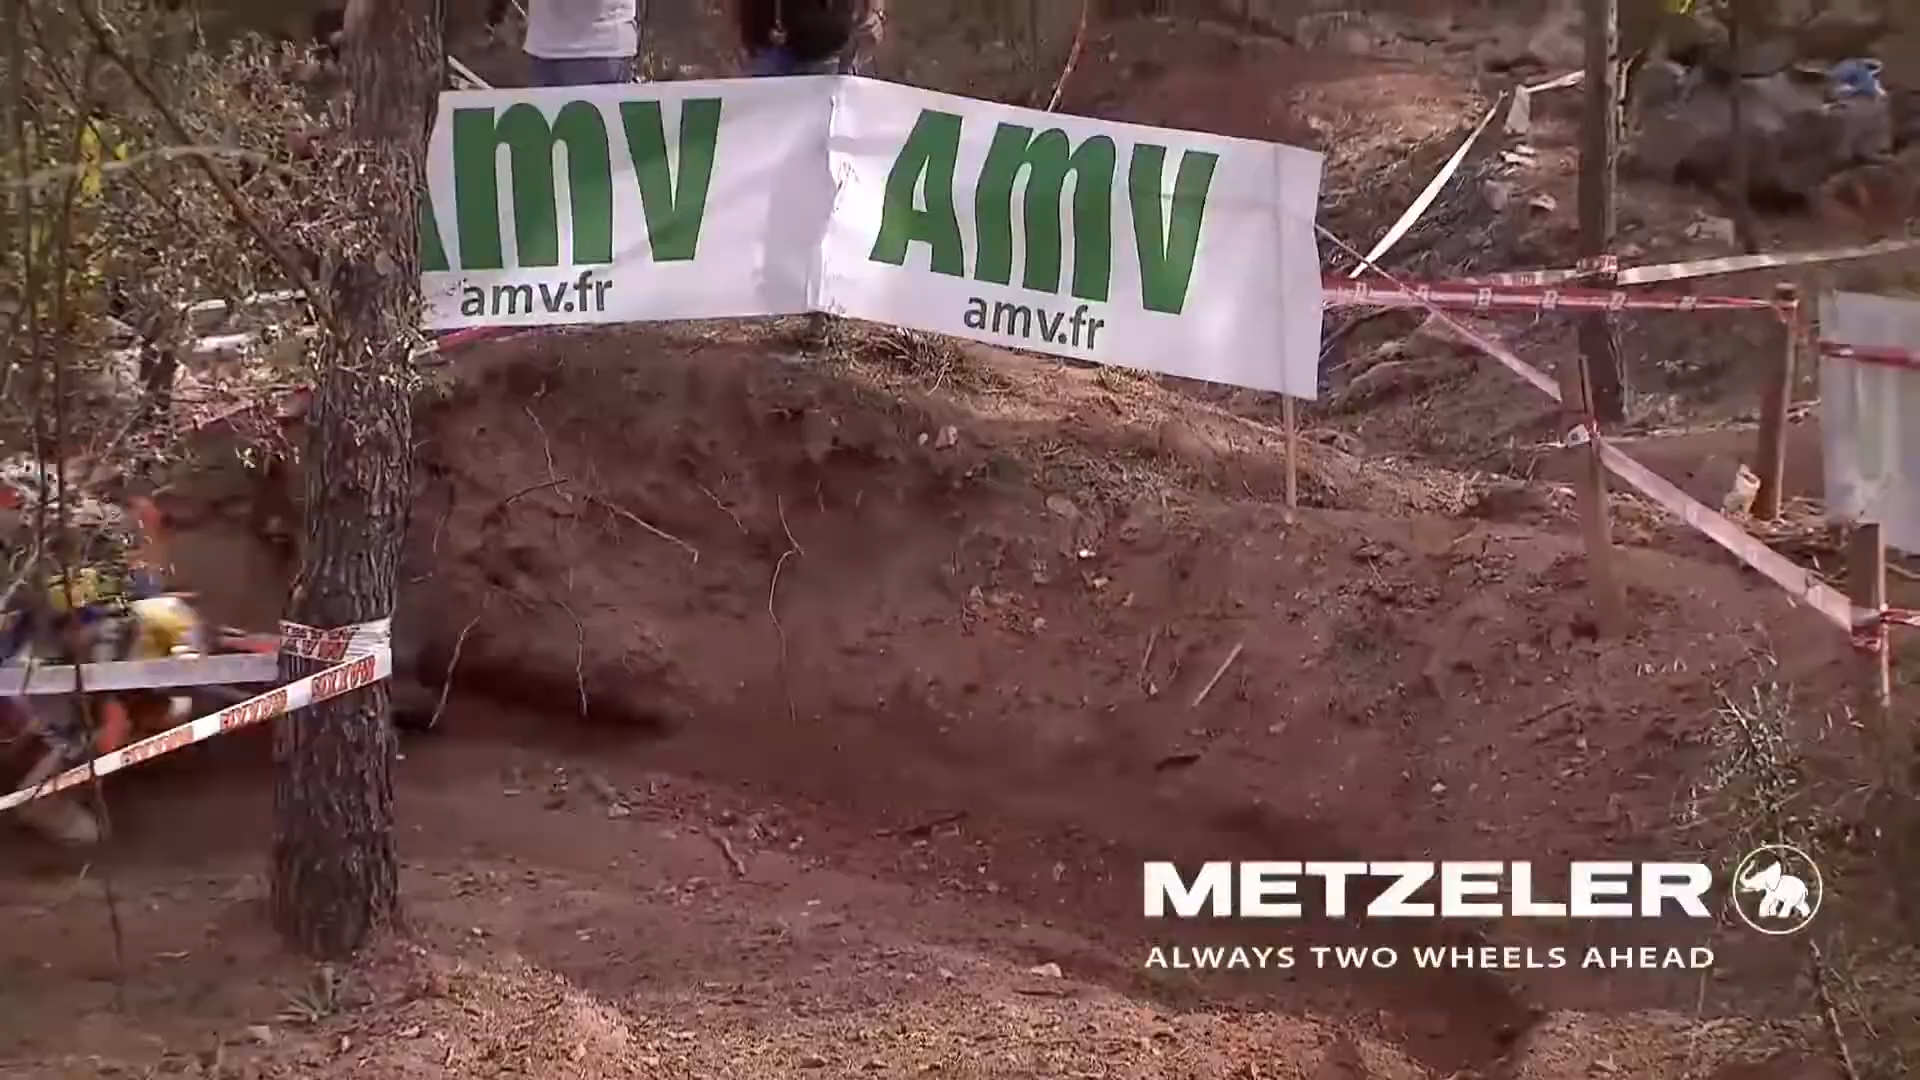 AMV
amv.fr
AMV
amv.fr
METZELER
ALWAYS TWO WHEELS AHEAD